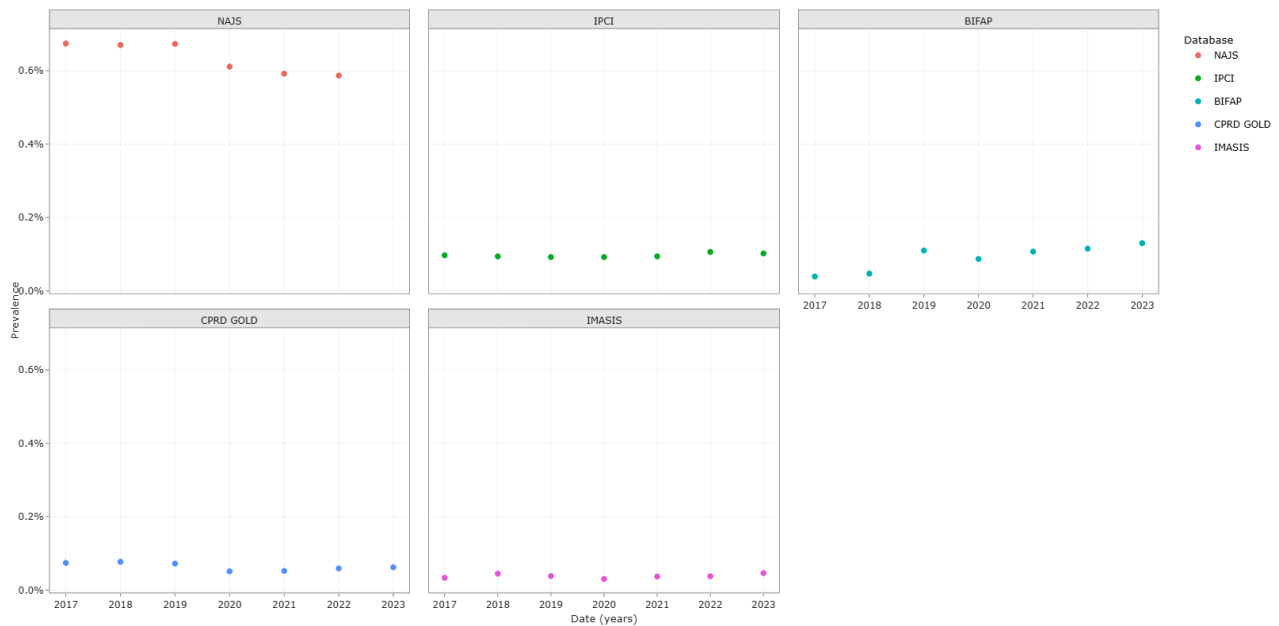 NAJS
IPCI
BIFAP
Database
NAJS
IPCI
BIFAP
CPRD GOLD
IMASIS
0.6%
0.4%
0.2%
0.0%
2017 2018 2019 2020 2021 2022 2023
Prevalence
CPRD GOLD
IMASIS
0.6%
0.4%
0.2%
0.0%
2017 2018 2019 2020 2021 2022 2023
2017 2018 2019 2020 2021 2022 2023
Date (years)